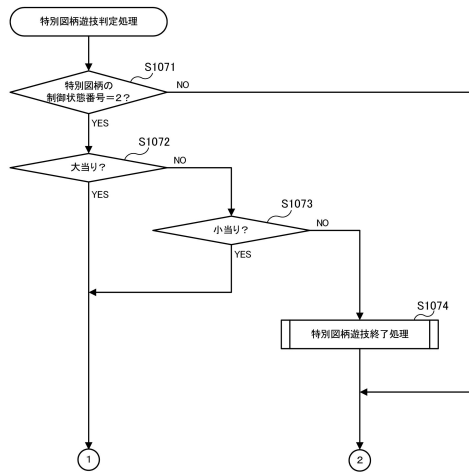 特別図柄遊技判定処理
S1071
特別図柄の
制御状態番号＝2？
NO
YES
S1072
大当り？
NO
YES
S1073
小当り？
NO
YES
S1074
特別図柄遊技終了処理
1
2